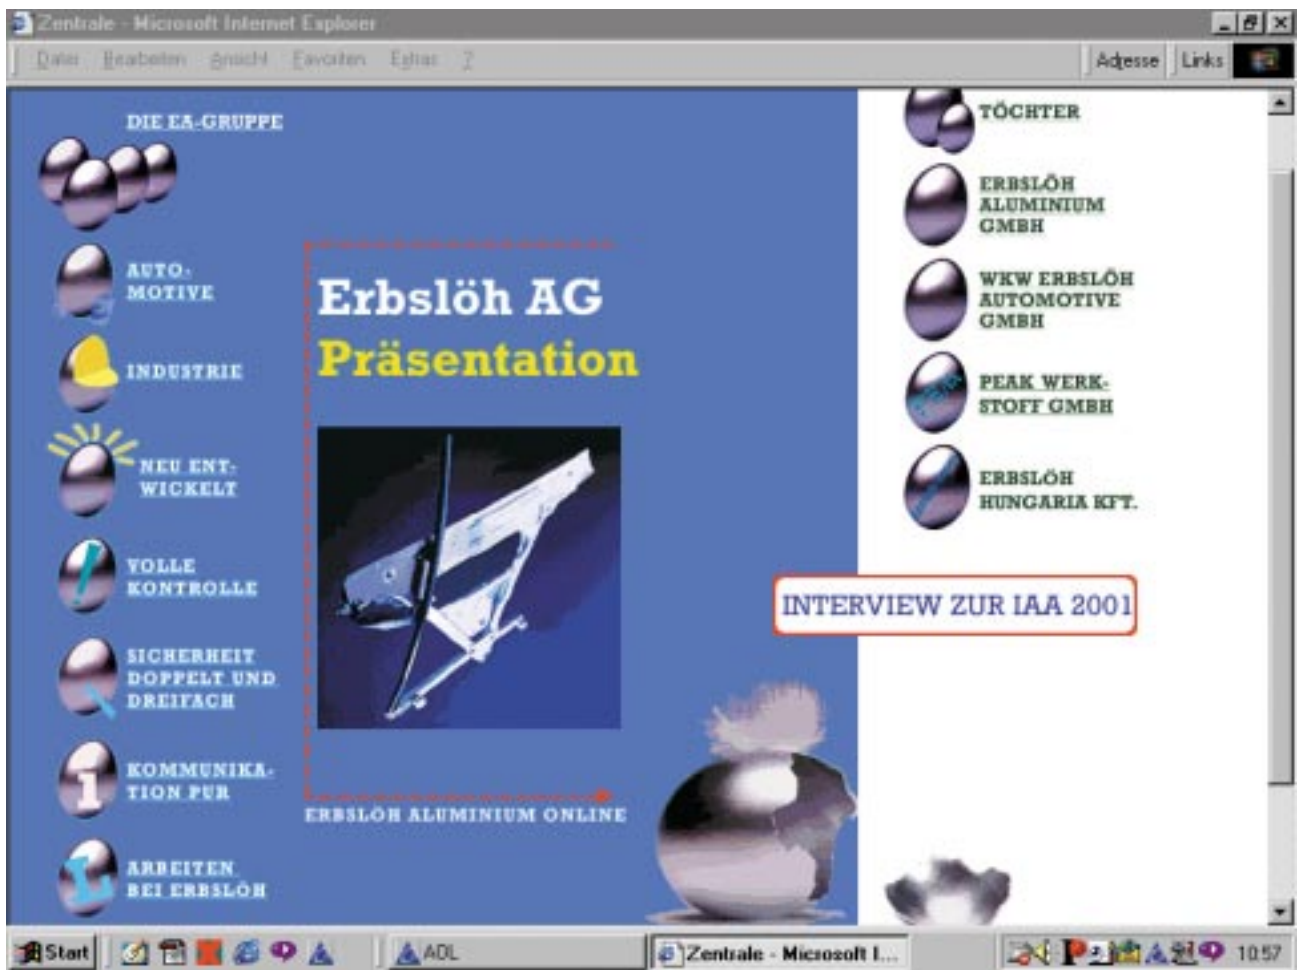 Zentrale - Microsoft Internet Explorer
Datei Bearbeiten Ansicht Favoriten Extras ?
Adresse Links
DIE EA-GRUPPE
AUTO-
MOTIVE
INDUSTRIE
NEU ENT-
WICKELT
VOLLE
KONTROLLE
SICHERHEIT
DOPPELT UND
DREIFACH
i
KOMMUNIKA-
TION PUR
L
ARBEITEN
BEI ERBSLÖH
Erbslöh AG
Präsentation
ERBSLÖH ALUMINIUM ONLINE
TÖCHTER
ERBSLÖH
ALUMINIUM
GMBH
WKW ERBSLÖH
AUTOMOTIVE
GMBH
PEAK WERK-
STOFF GMBH
ERBSLÖH
HUNGARIA KFT.
INTERVIEW ZUR IAA 2001
Start
ADL
Zentrale - Microsoft I...
10:57